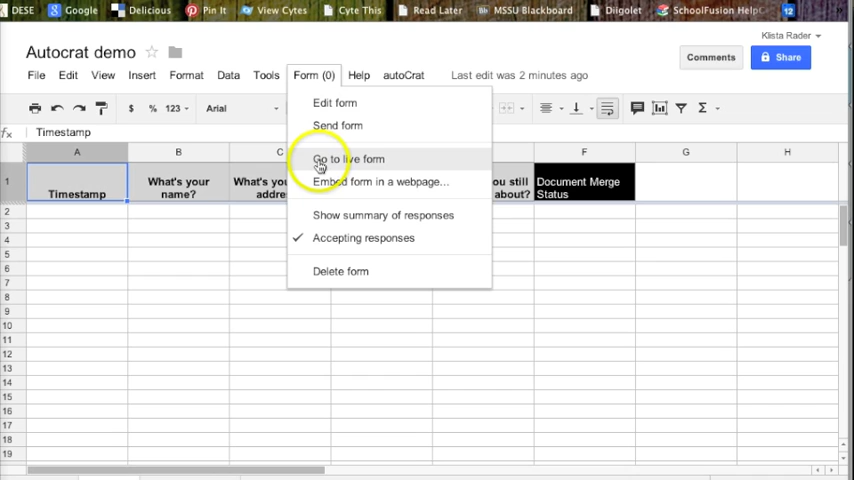 DESE Google Delicious Pin It View Cytes Cyte This Read Later MSSU Blackboard Diigolet SchoolFusion Help 12 »
Klista Rader
Autocrat demo
Comments Share
File Edit View Insert Format Data Tools Form (0) Help autoCrat Last edit was 2 minutes ago
$ % 123 Arial Σ
Edit form
Send form
Go to live form
Embed form in a webpage...
Show summary of responses
Accepting responses
Delete form
fx Timestamp
A B C F G H
1 Timestamp What's your name? What's you addre you still about? Document Merge Status
2
3
4
5
6
7
8
9
10
11
12
13
14
15
16
17
18
19